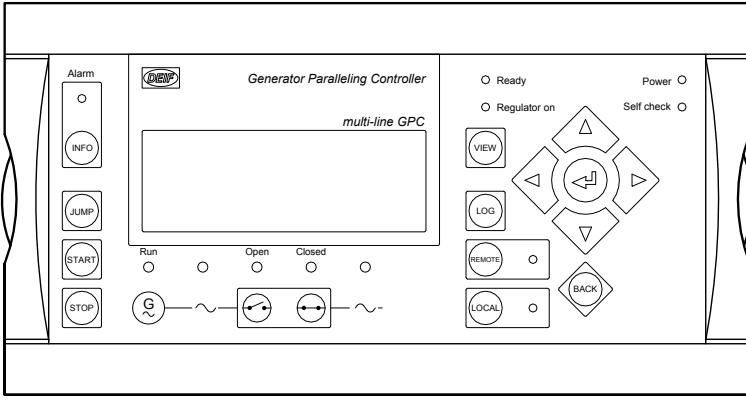 Alarm
INFO
JUMP
START
STOP
DEIF
Generator Paralleling Controller
multi-line GPC
Run
Open
Closed
G
Ready
Regulator on
Power
Self check
VIEW
LOG
REMOTE
LOCAL
BACK